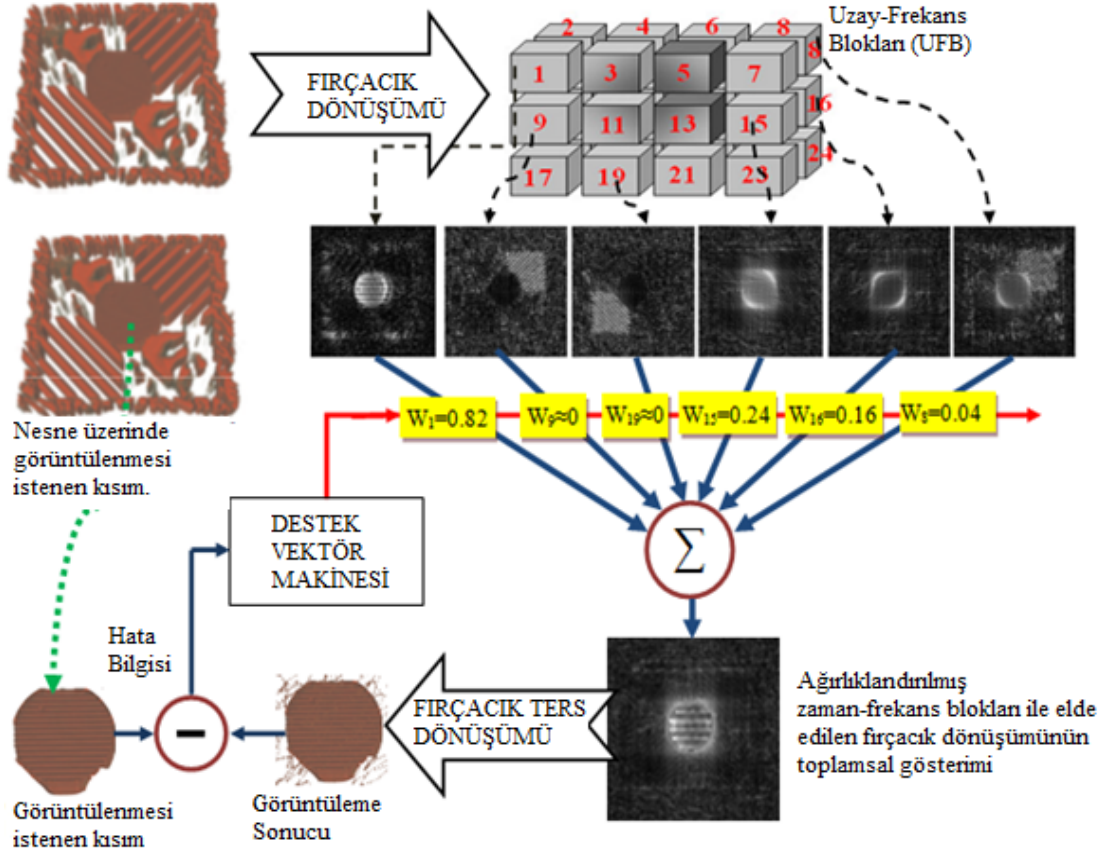 FIRÇACIK
DÖNÜŞÜMÜ
2 4 6 8
1 3 5 7 8
9 11 13 15 16
17 19 21 23 24
Uzay-Frekans
Blokları (UFB)
Nesne üzerinde
görüntülenmesi
istenen kısım.
W₁=0.82
W₉≈0
W₁₉≈0
W₁₅=0.24
W₁₆=0.16
W₈=0.04
DESTEK
VEKTÖR
MAKİNESİ
∑
Hata
Bilgisi
FIRÇACIK TERS
DÖNÜŞÜMÜ
Ağırlıklandırılmış
zaman-frekans blokları ile elde
edilen fırçacık dönüşümünün
toplamsal gösterimi
Görüntülenmesi
istenen kısım
Görüntüleme
Sonucu